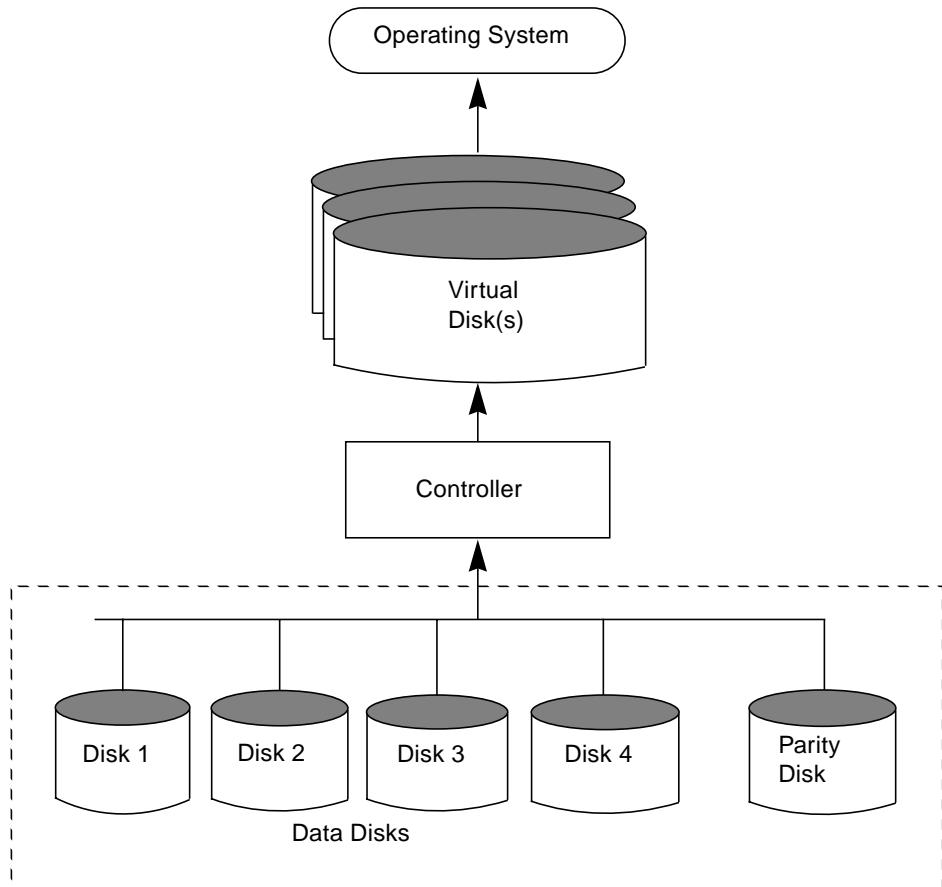 Operating System
Virtual
Disk(s)
Controller
Disk 1
Disk 2
Disk 3
Disk 4
Parity
Disk
Data Disks